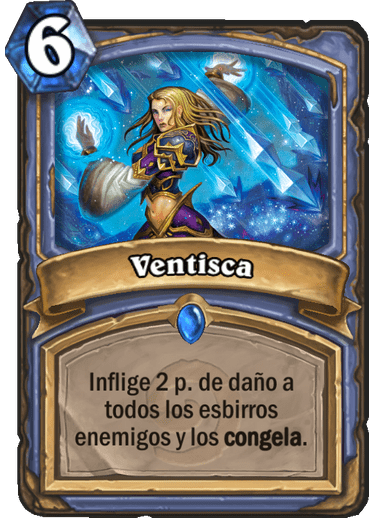 6
Ventisca
Inflige 2 p. de daño a
todos los esbirros
enemigos y los congela.